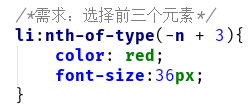 /*需求：选择前三个元素*/
li:nth-of-type(-n + 3){
color: red;
font-size:36px;
}